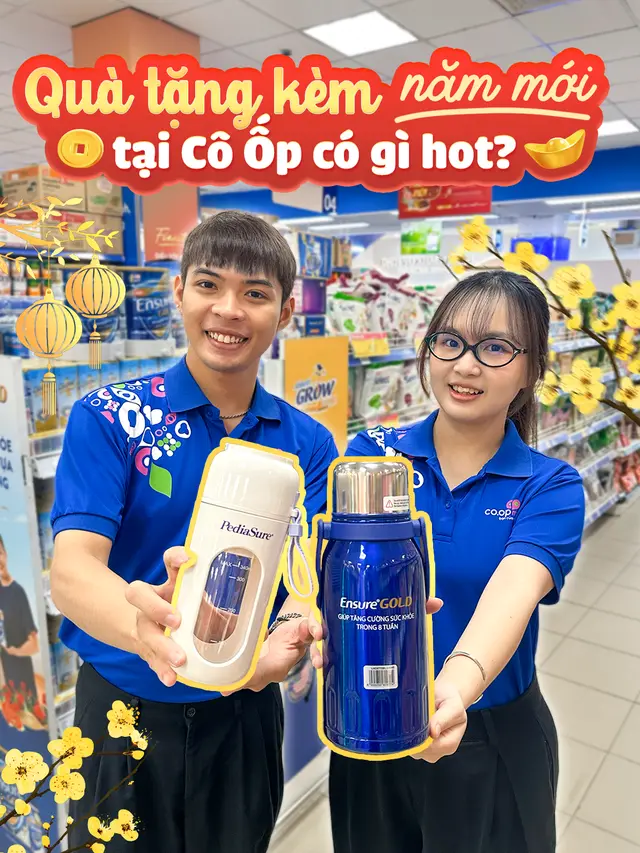 Quà tặng kèm năm mới
tại Cô Ốp có gì hot?
04
Ensure
GROW
PediaSure
co.op
Ensure GOLD
GIÚP TĂNG CƯỜNG SỨC KHỎE
TRONG 8 TUẦN